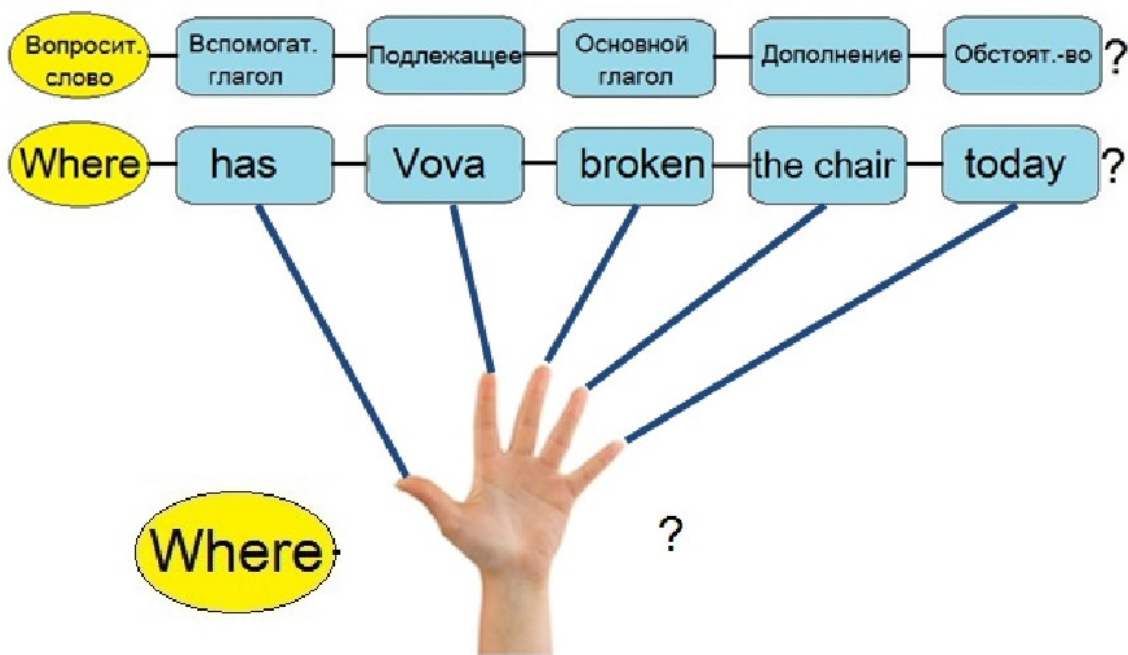 Вопросит. слово
Вспомогат. глагол
Подлежащее
Основной глагол
Дополнение
Обстоят.-во
?
Where has Vova broken the chair today ?
Where ?